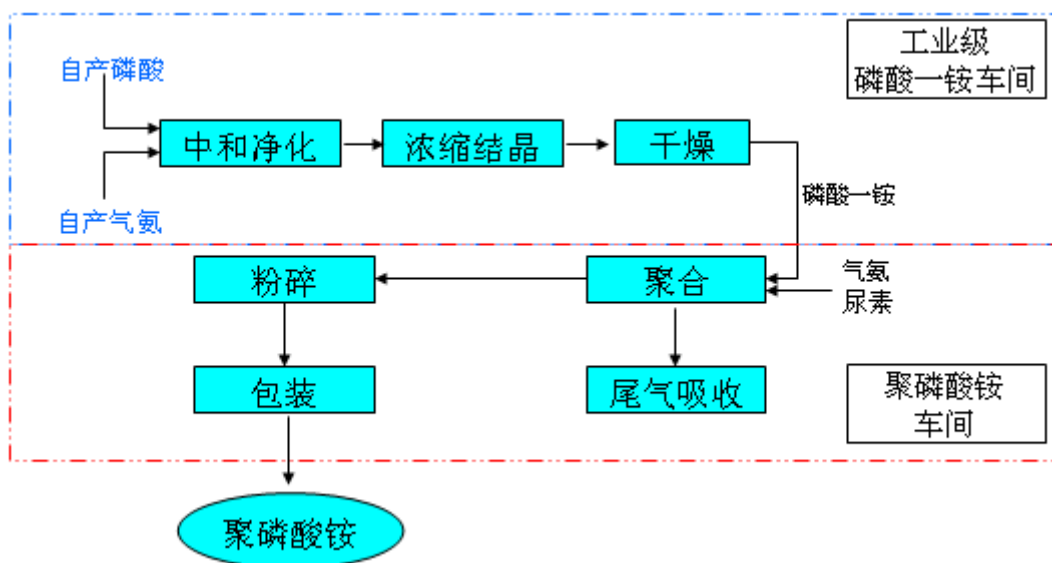 工业级
磷酸一铵车间
自产磷酸
中和净化
浓缩结晶
干燥
磷酸一铵
自产气氨
粉碎
聚合
气氨
尿素
包装
尾气吸收
聚磷酸铵
车间
聚磷酸铵